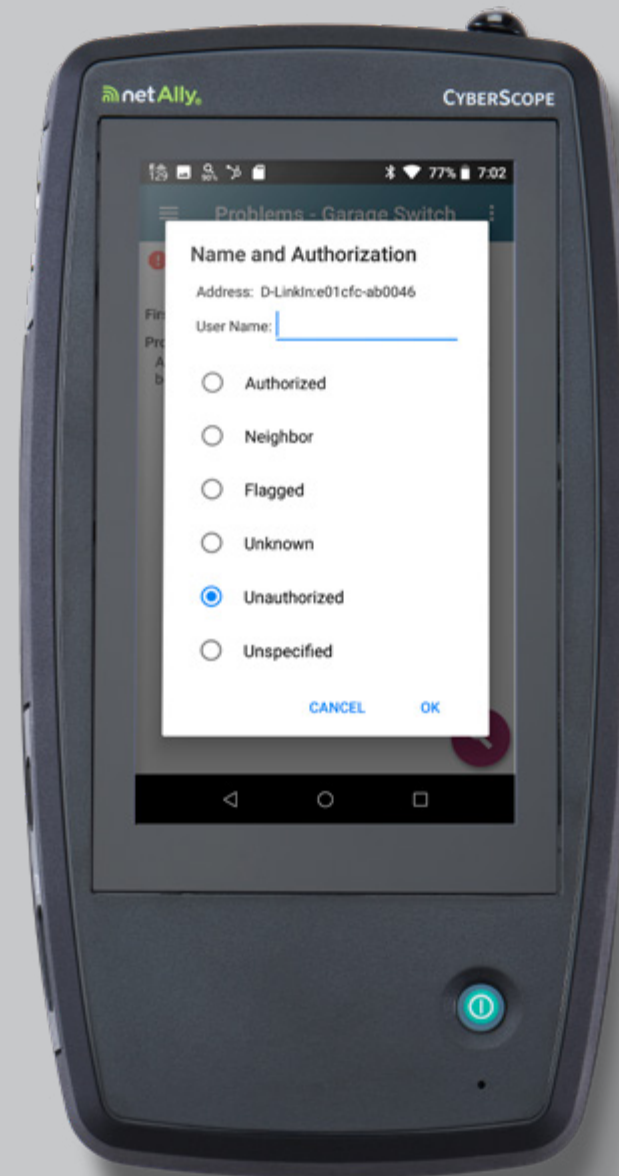 netAlly.
CYBERSCOPE
77% 7:02
Problems - Garage Switch
Name and Authorization
Address: D-LinkIn:e01cfc-ab0046
User Name:
Authorized
Neighbor
Flagged
Unknown
Unauthorized
Unspecified
CANCEL OK